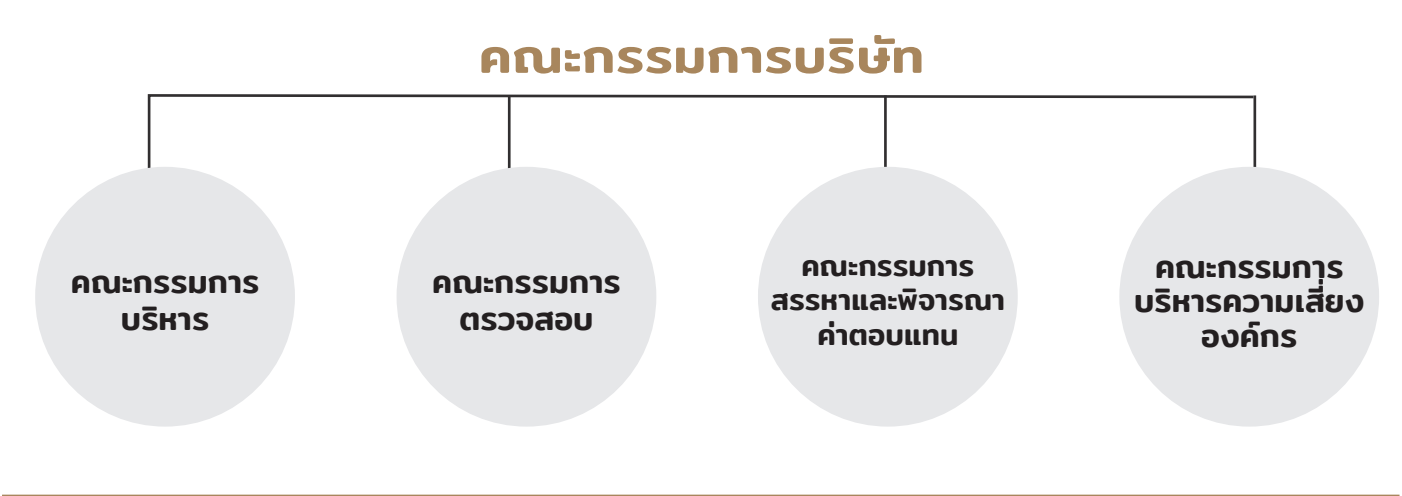 คณะกรรมการบริษัท
คณะกรรมการ
บริหาร
คณะกรรมการ
ตรวจสอบ
คณะกรรมการ
สรรหาและพิจารณา
ค่าตอบแทน
คณะกรรมการ
บริหารความเสี่ยง
องค์กร